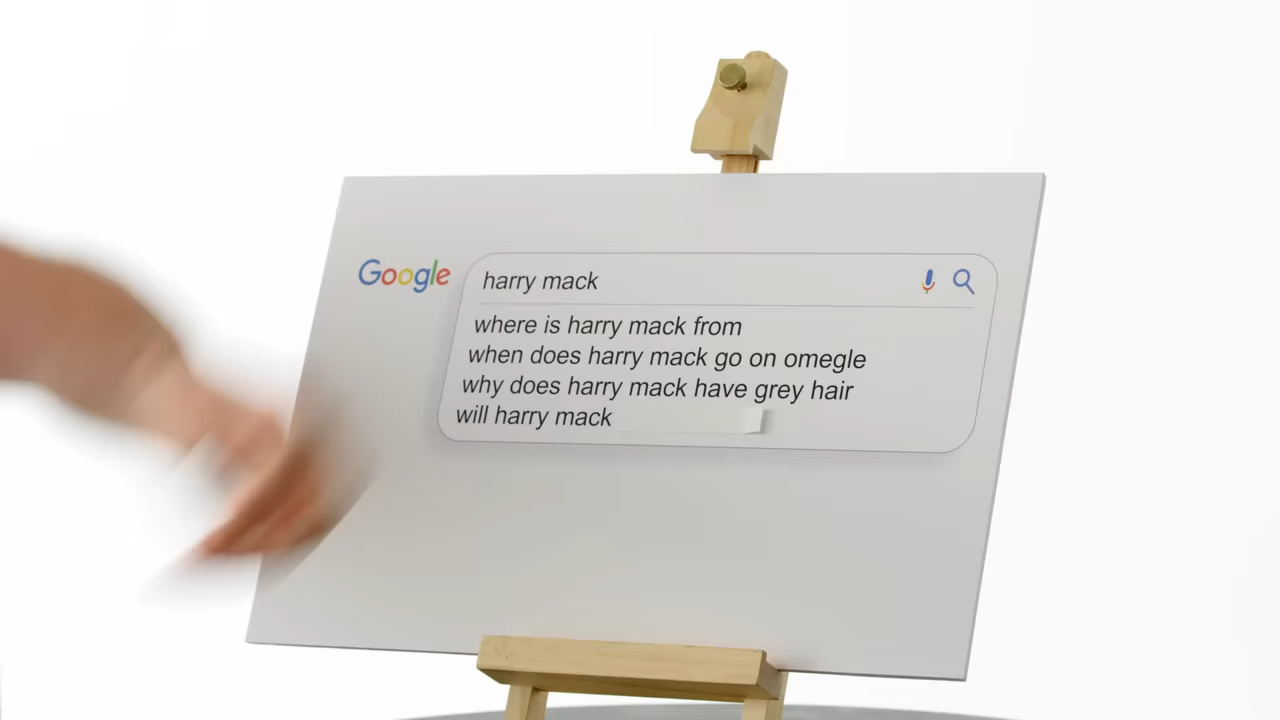 Google harry mack
where is harry mack from
when does harry mack go on omegle
why does harry mack have grey hair
will harry mack